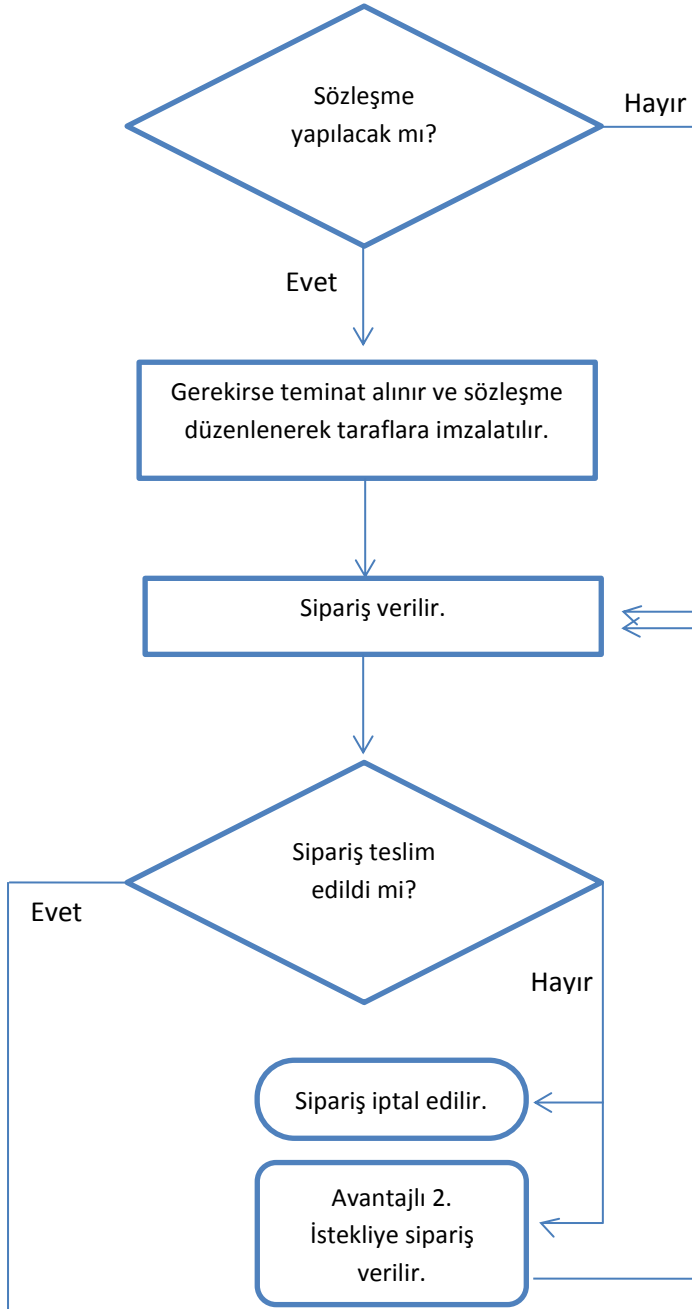 Sözleşme
yapılacak mı?
Hayır
Evet
Gerekirse teminat alınır ve sözleşme
düzenlenerek taraflara imzalatılır.
Sipariş verilir.
Sipariş teslim
edildi mi?
Evet
Hayır
Sipariş iptal edilir.
Avantajlı 2.
İstekliye sipariş
verilir.